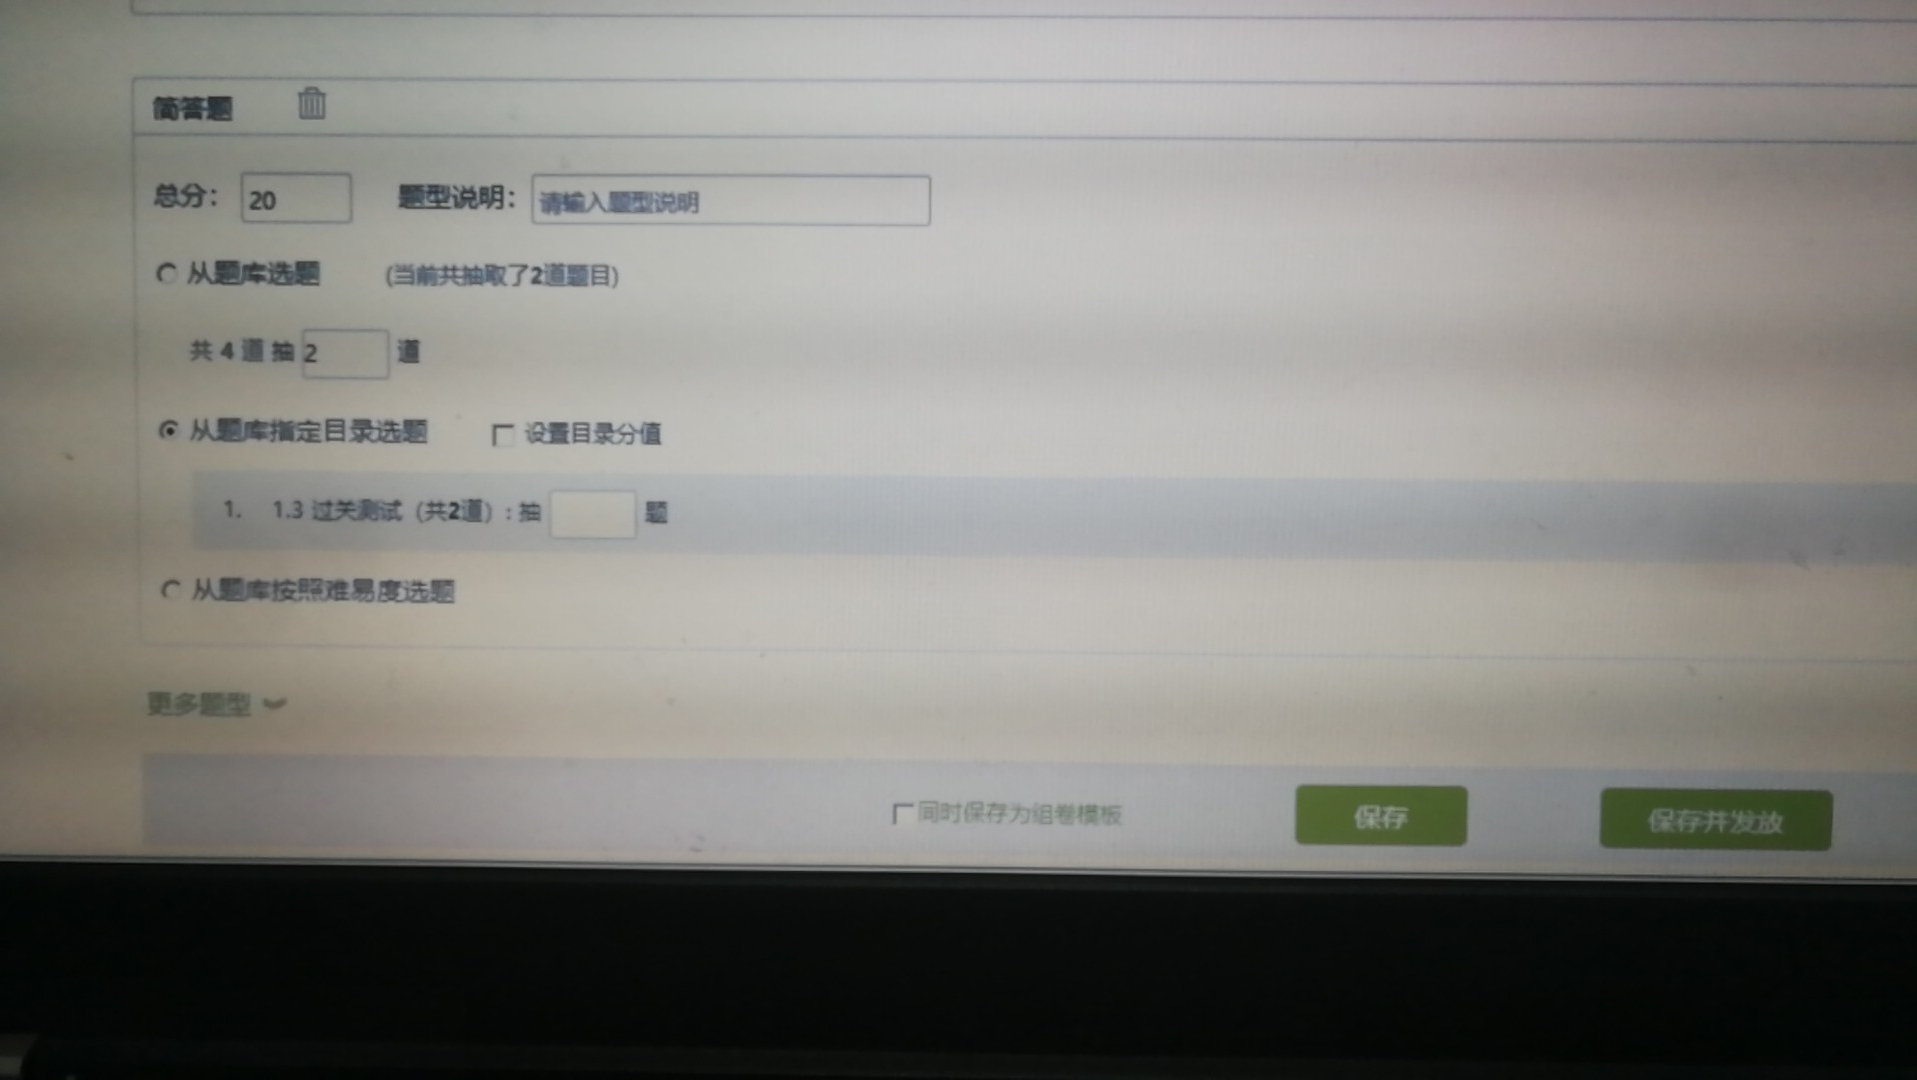 简答题
总分: 20 题型说明: 请输入题型说明
从题库选题 (当前共抽取了2道题目)
共 4 道 抽 2 道
从题库指定目录选题 设置目录分值
1. 1.3 过关测试 (共2道) : 抽 题
从题库按照难易度选题
更多题型
同时保存为组卷模板 保存 保存并发放